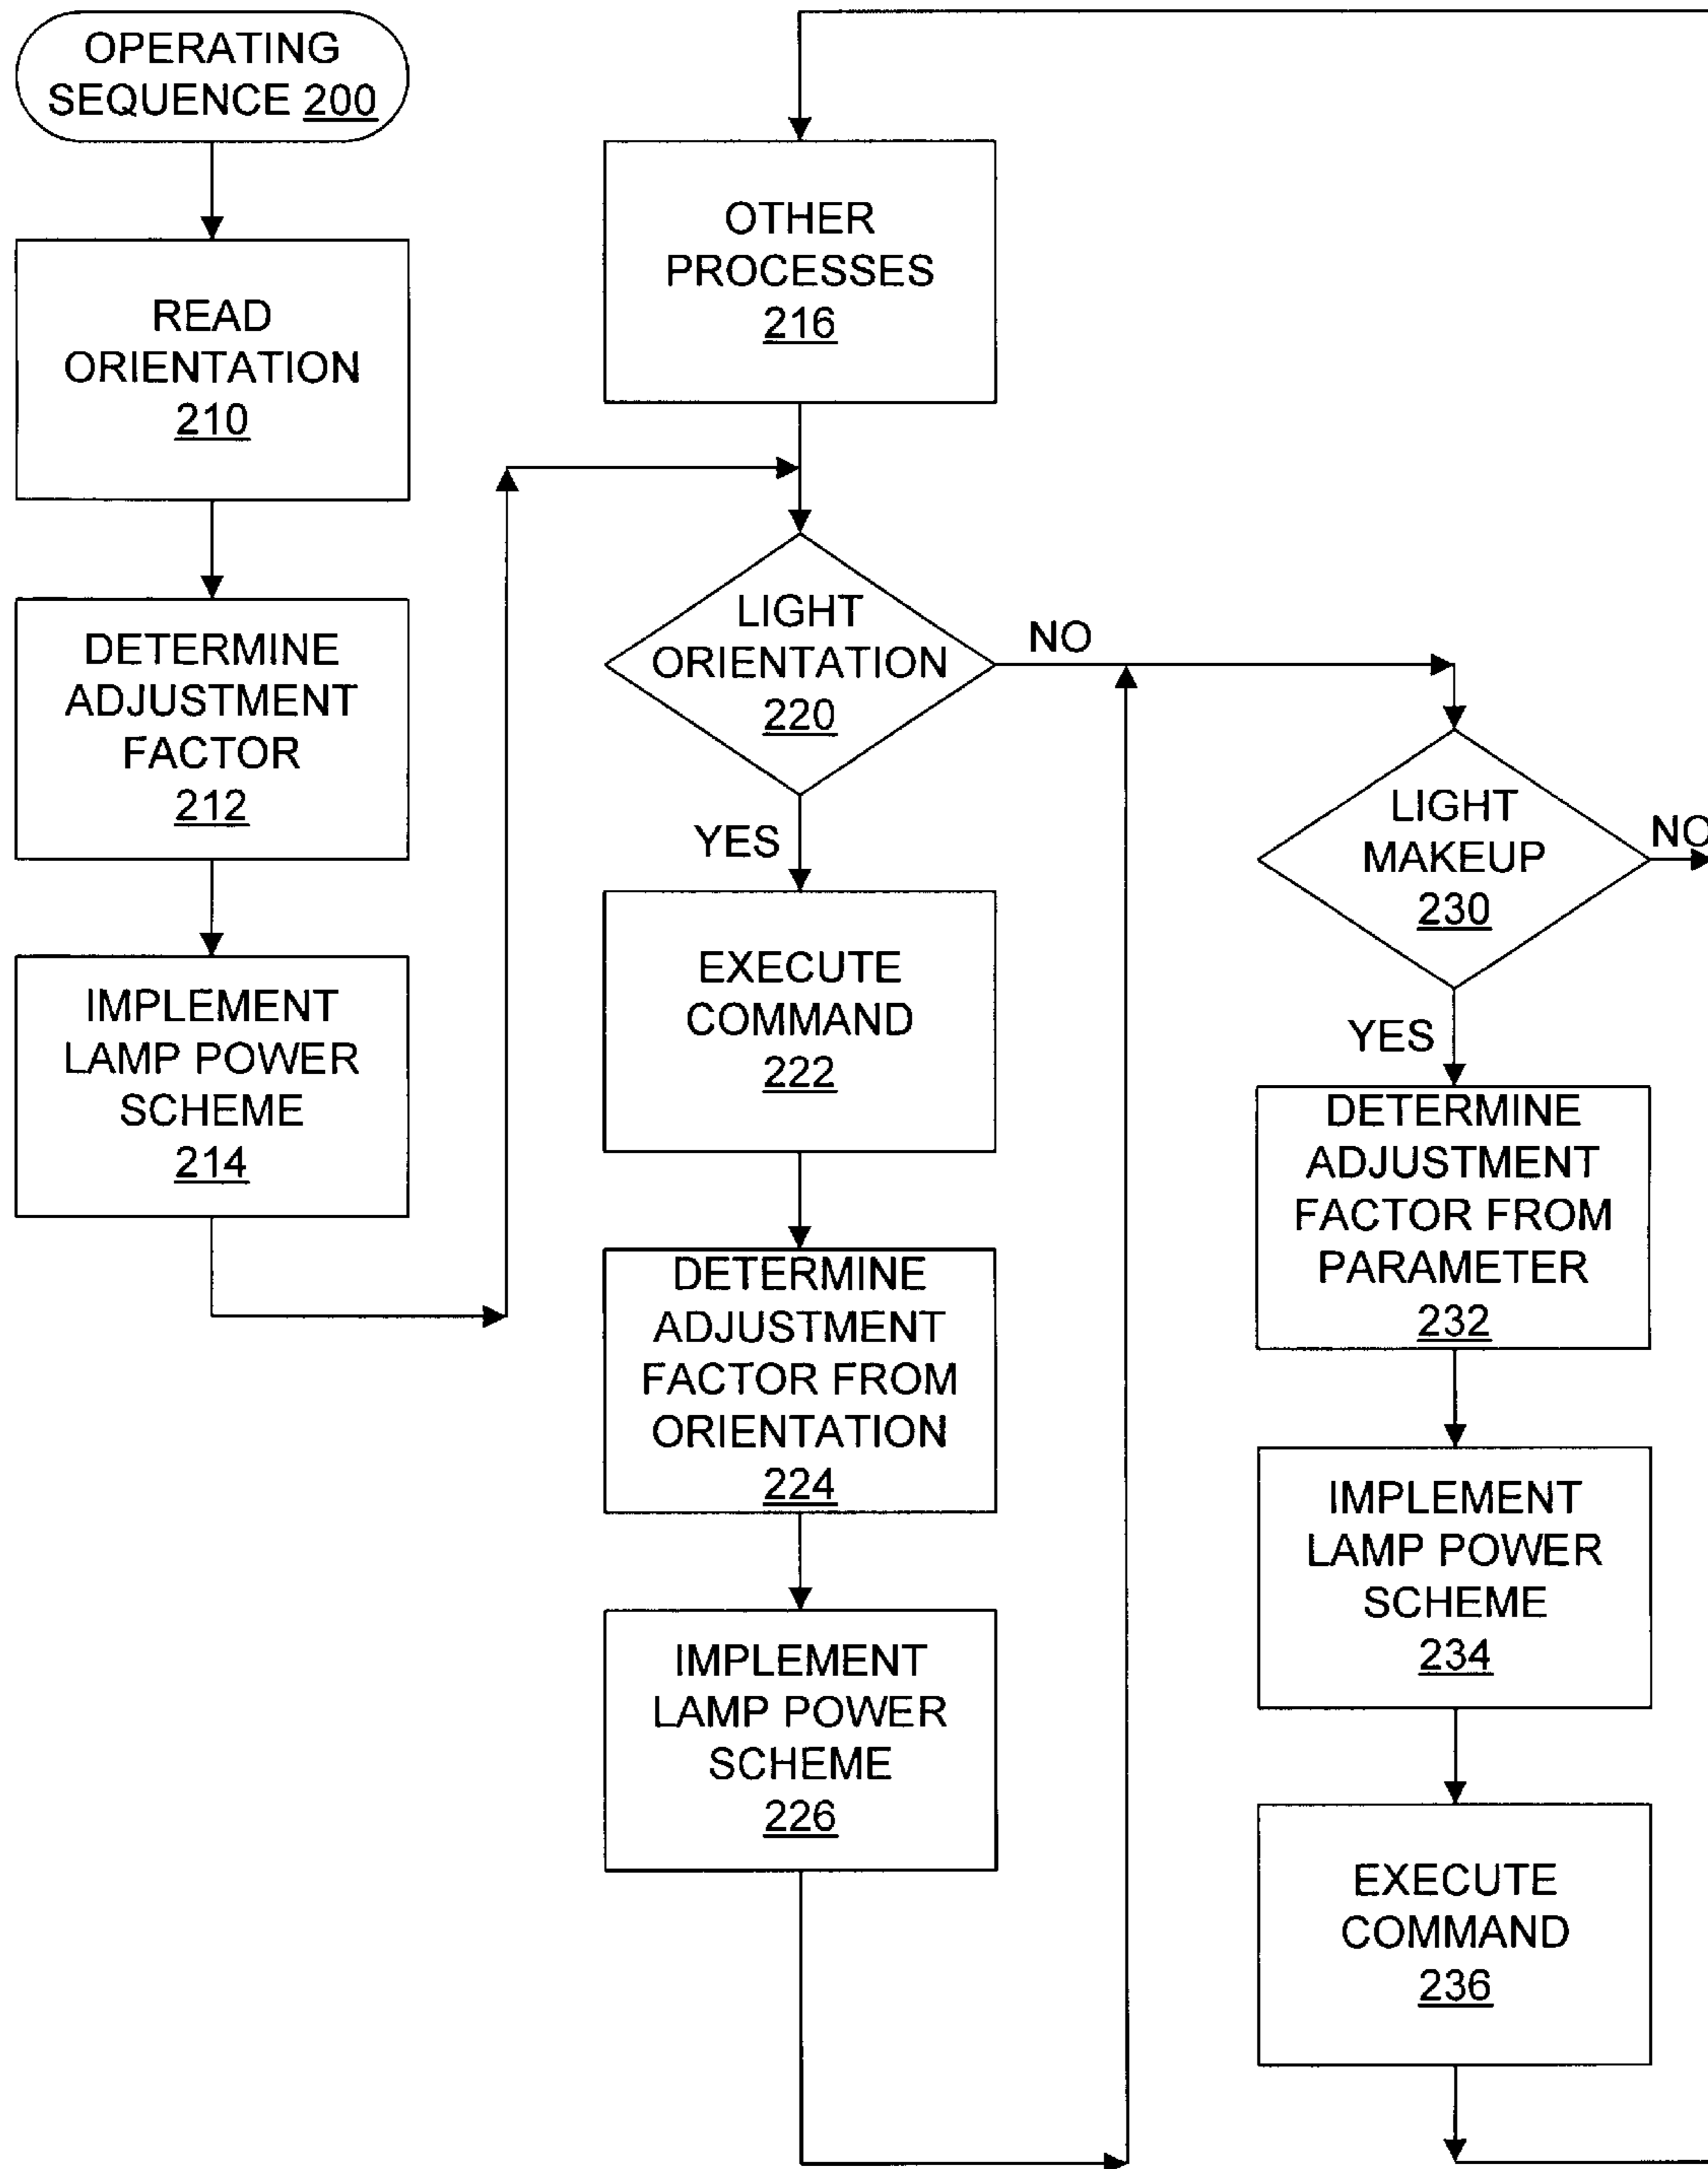 OPERATING
SEQUENCE 200
READ
ORIENTATION
210
DETERMINE
ADJUSTMENT
FACTOR
212
IMPLEMENT
LAMP POWER
SCHEME
214
OTHER
PROCESSES
216
LIGHT
ORIENTATION
220
NO
YES
EXECUTE
COMMAND
222
DETERMINE
ADJUSTMENT
FACTOR FROM
ORIENTATION
224
IMPLEMENT
LAMP POWER
SCHEME
226
LIGHT
MAKEUP
230
NO
YES
DETERMINE
ADJUSTMENT
FACTOR FROM
PARAMETER
232
IMPLEMENT
LAMP POWER
SCHEME
234
EXECUTE
COMMAND
236